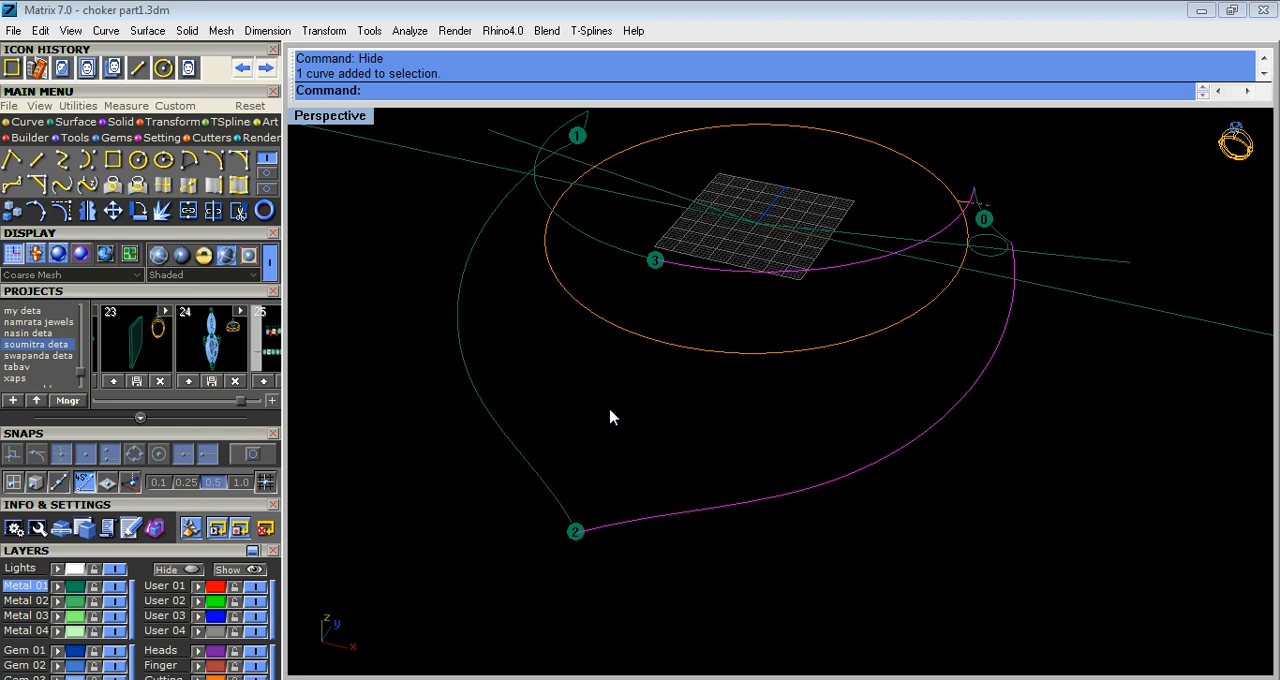 Matrix 7.0 - choker part1.3dm
File Edit View Curve Surface Solid Mesh Dimension Transform Tools Analyze Render Rhino4.0 Blend T-Splines Help
ICON HISTORY
Command: Hide
1 curve added to selection.
Command:
MAIN MENU
File View Utilities Measure Custom Reset
Curve Surface Solid Transform TSpline Art
Builder Tools Gems Setting Cutters Render
Perspective
DISPLAY
Coarse Mesh Shaded
PROJECTS
my deta
namrata jewels
nasin deta
soumitra deta
swapanda deta
tabav
xaps
23 24 25
Mngr
SNAPS
45°
0.1 0.25 0.5 1.0
INFO & SETTINGS
LAYERS
Lights Hide Show
Metal 01 User 01
Metal 02 User 02
Metal 03 User 03
Metal 04 User 04
Gem 01 Heads
Gem 02 Finger
Gem 03 Cutting
1
0
3
2
z
y
x